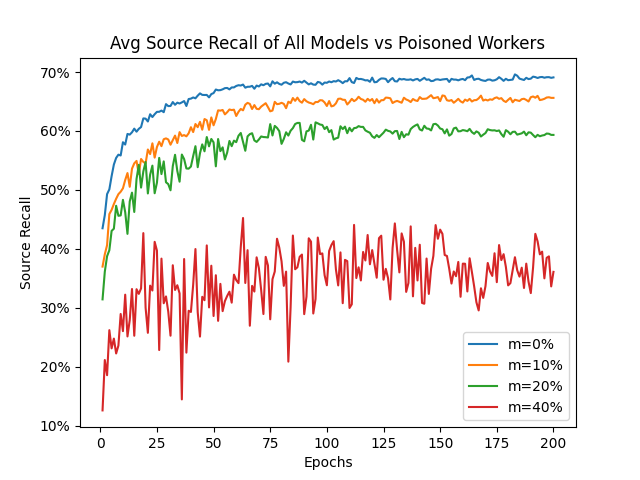 Avg Source Recall of All Models vs Poisoned Workers
70%
60%
50%
40%
30%
20%
10%
Source Recall
0 25 50 75 100 125 150 175 200
Epochs
m=0%
m=10%
m=20%
m=40%